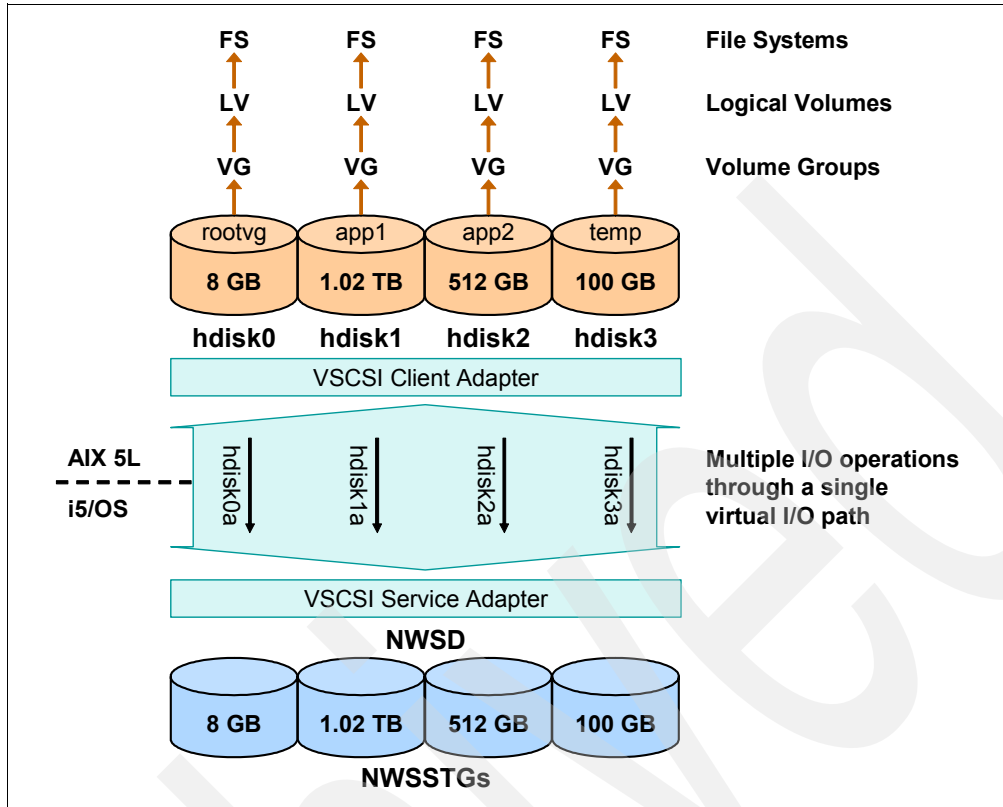 FS FS FS FS File Systems
LV LV LV LV Logical Volumes
VG VG VG VG Volume Groups
rootvg app1 app2 temp
8 GB 1.02 TB 512 GB 100 GB
hdisk0 hdisk1 hdisk2 hdisk3
VSCSI Client Adapter
AIX 5L
i5/OS
hdisk0a
hdisk1a
hdisk2a
hdisk3a
Multiple I/O operations
through a single
virtual I/O path
VSCSI Service Adapter
NWSD
8 GB 1.02 TB 512 GB 100 GB
NWSSTGs